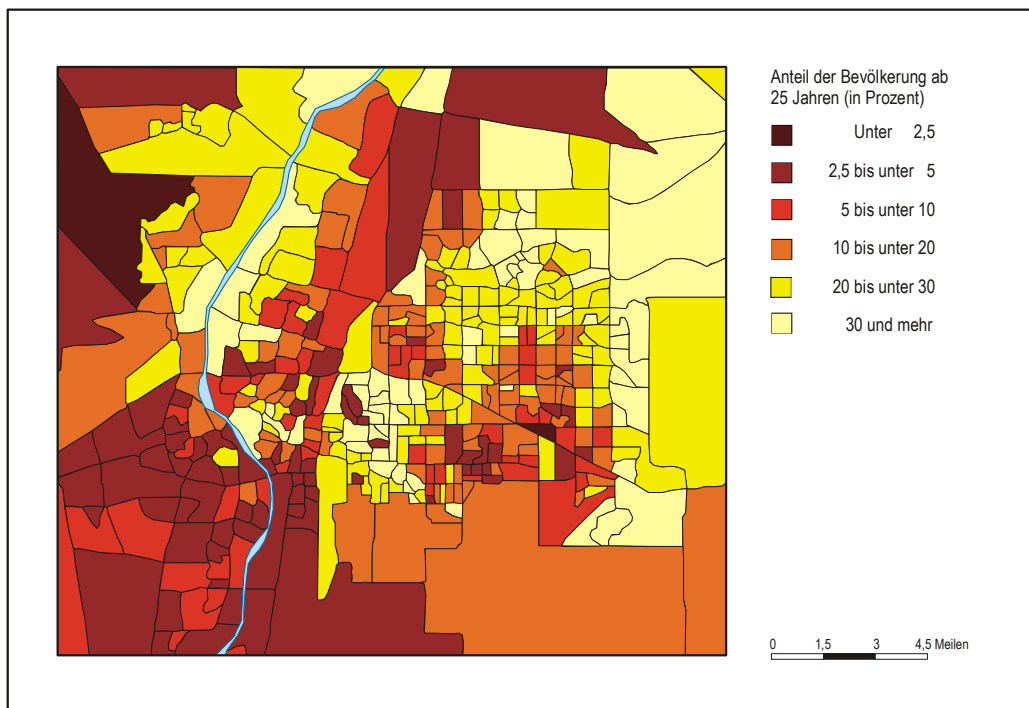 Anteil der Bevölkerung ab
25 Jahren (in Prozent)
Unter 2,5
2,5 bis unter 5
5 bis unter 10
10 bis unter 20
20 bis unter 30
30 und mehr
0 1,5 3 4,5 Meilen